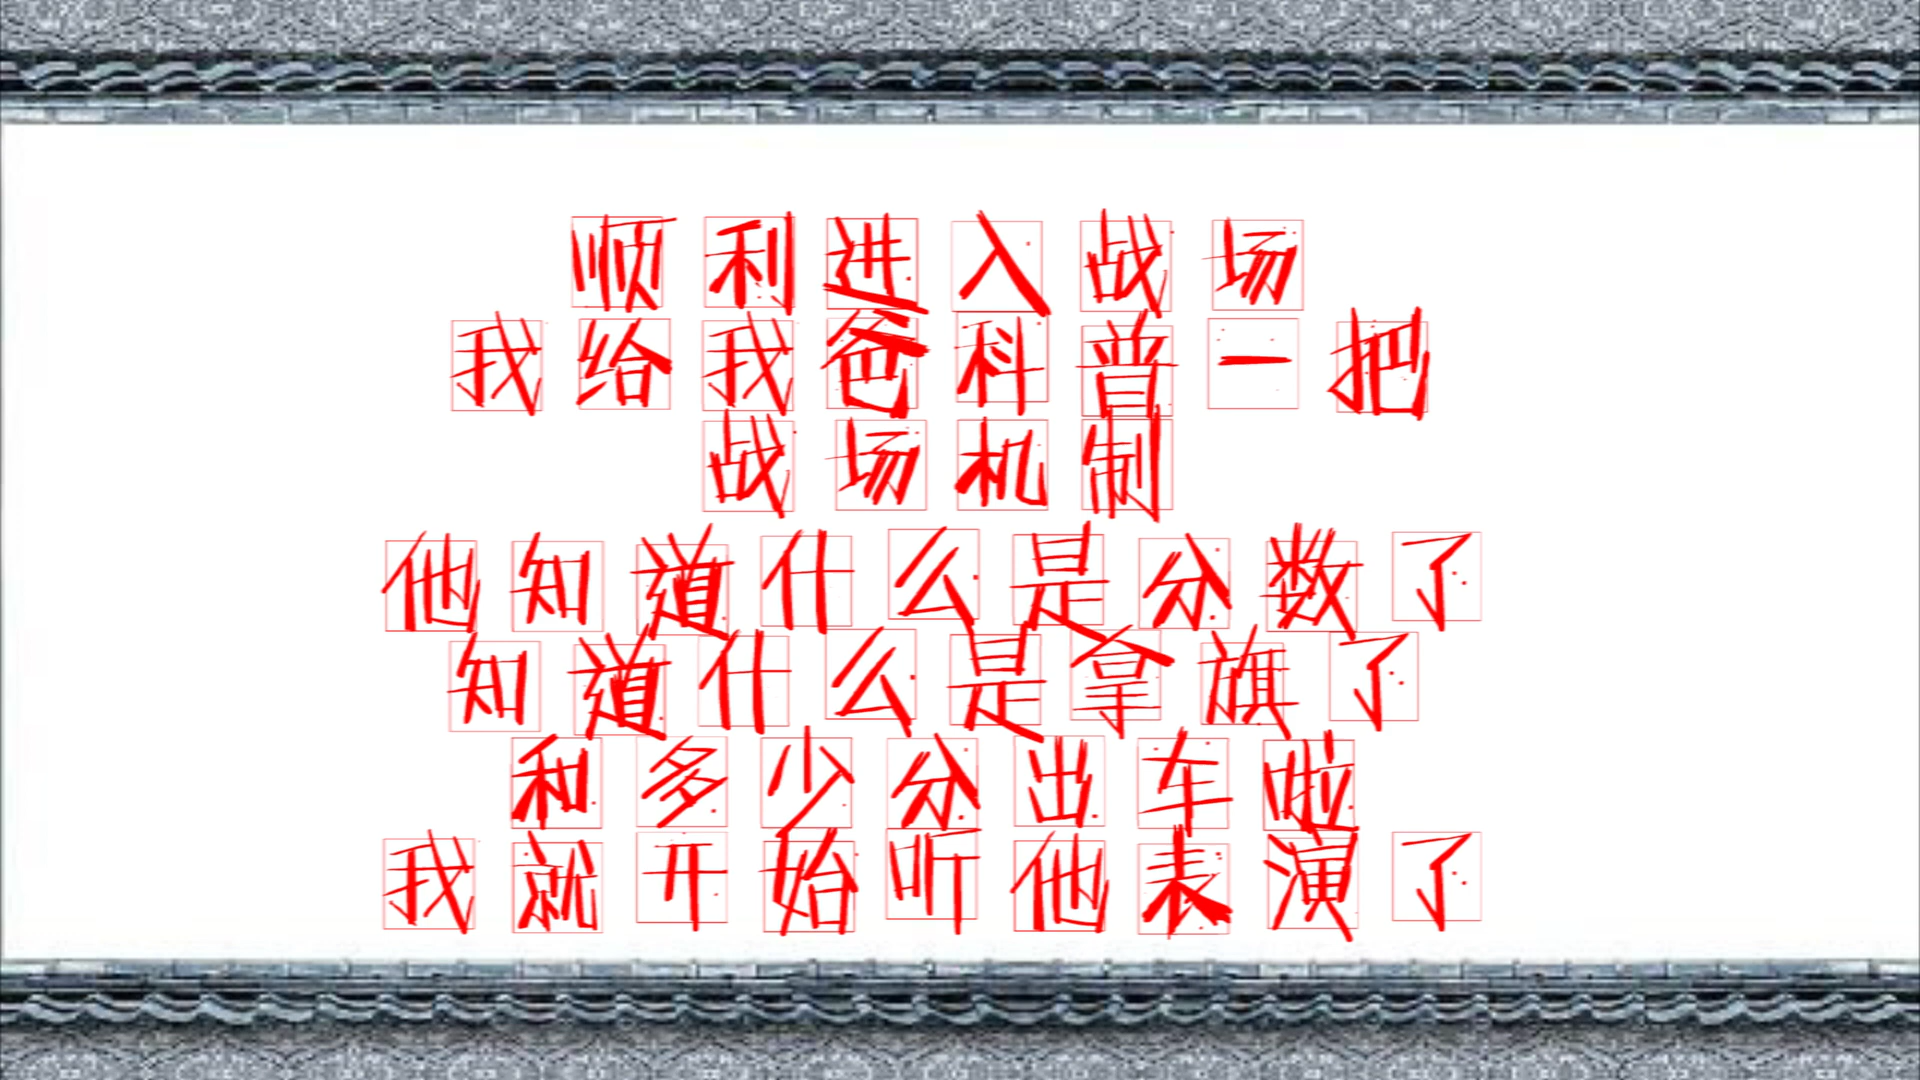 顺利进入战场
我给我爸科普一把
战场机制
他知道什么是分数了
知道什么是拿旗了
和多少分出车啦
我就开始听他表演了